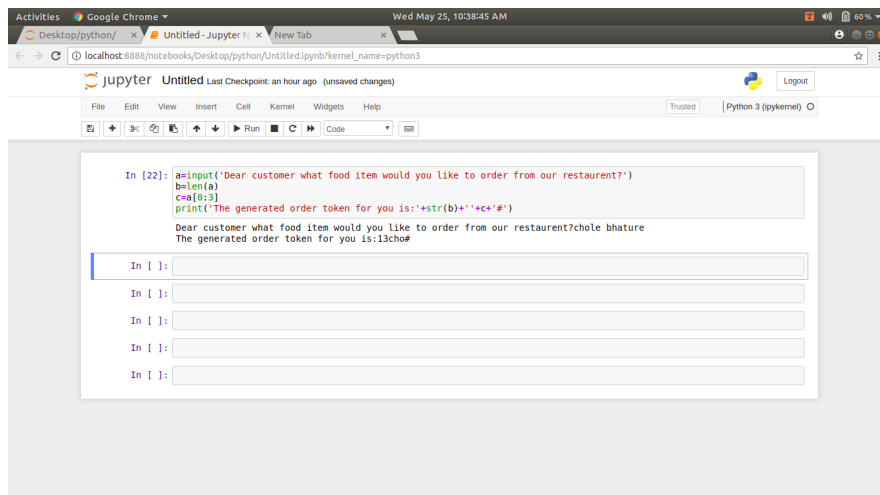 Activities Google Chrome Wed May 25, 10:38:45 AM 60%
Desktop/python/ Untitled - Jupyter N New Tab
localhost:8888/notebooks/Desktop/python/Untitled.ipynb?kernel_name=python3
jupyter Untitled Last Checkpoint: an hour ago (unsaved changes) Logout
File Edit View Insert Cell Kernel Widgets Help Trusted Python 3 (ipykernel)
Run Code
In [22]: a=input('Dear customer what food item would you like to order from our restaurent?')
b=len(a)
c=a[0:3]
print('The generated order token for you is:'+str(b)+''+c+'#')
Dear customer what food item would you like to order from our restaurent?chole bhature
The generated order token for you is:13cho#
In [ ]:
In [ ]:
In [ ]:
In [ ]:
In [ ]: